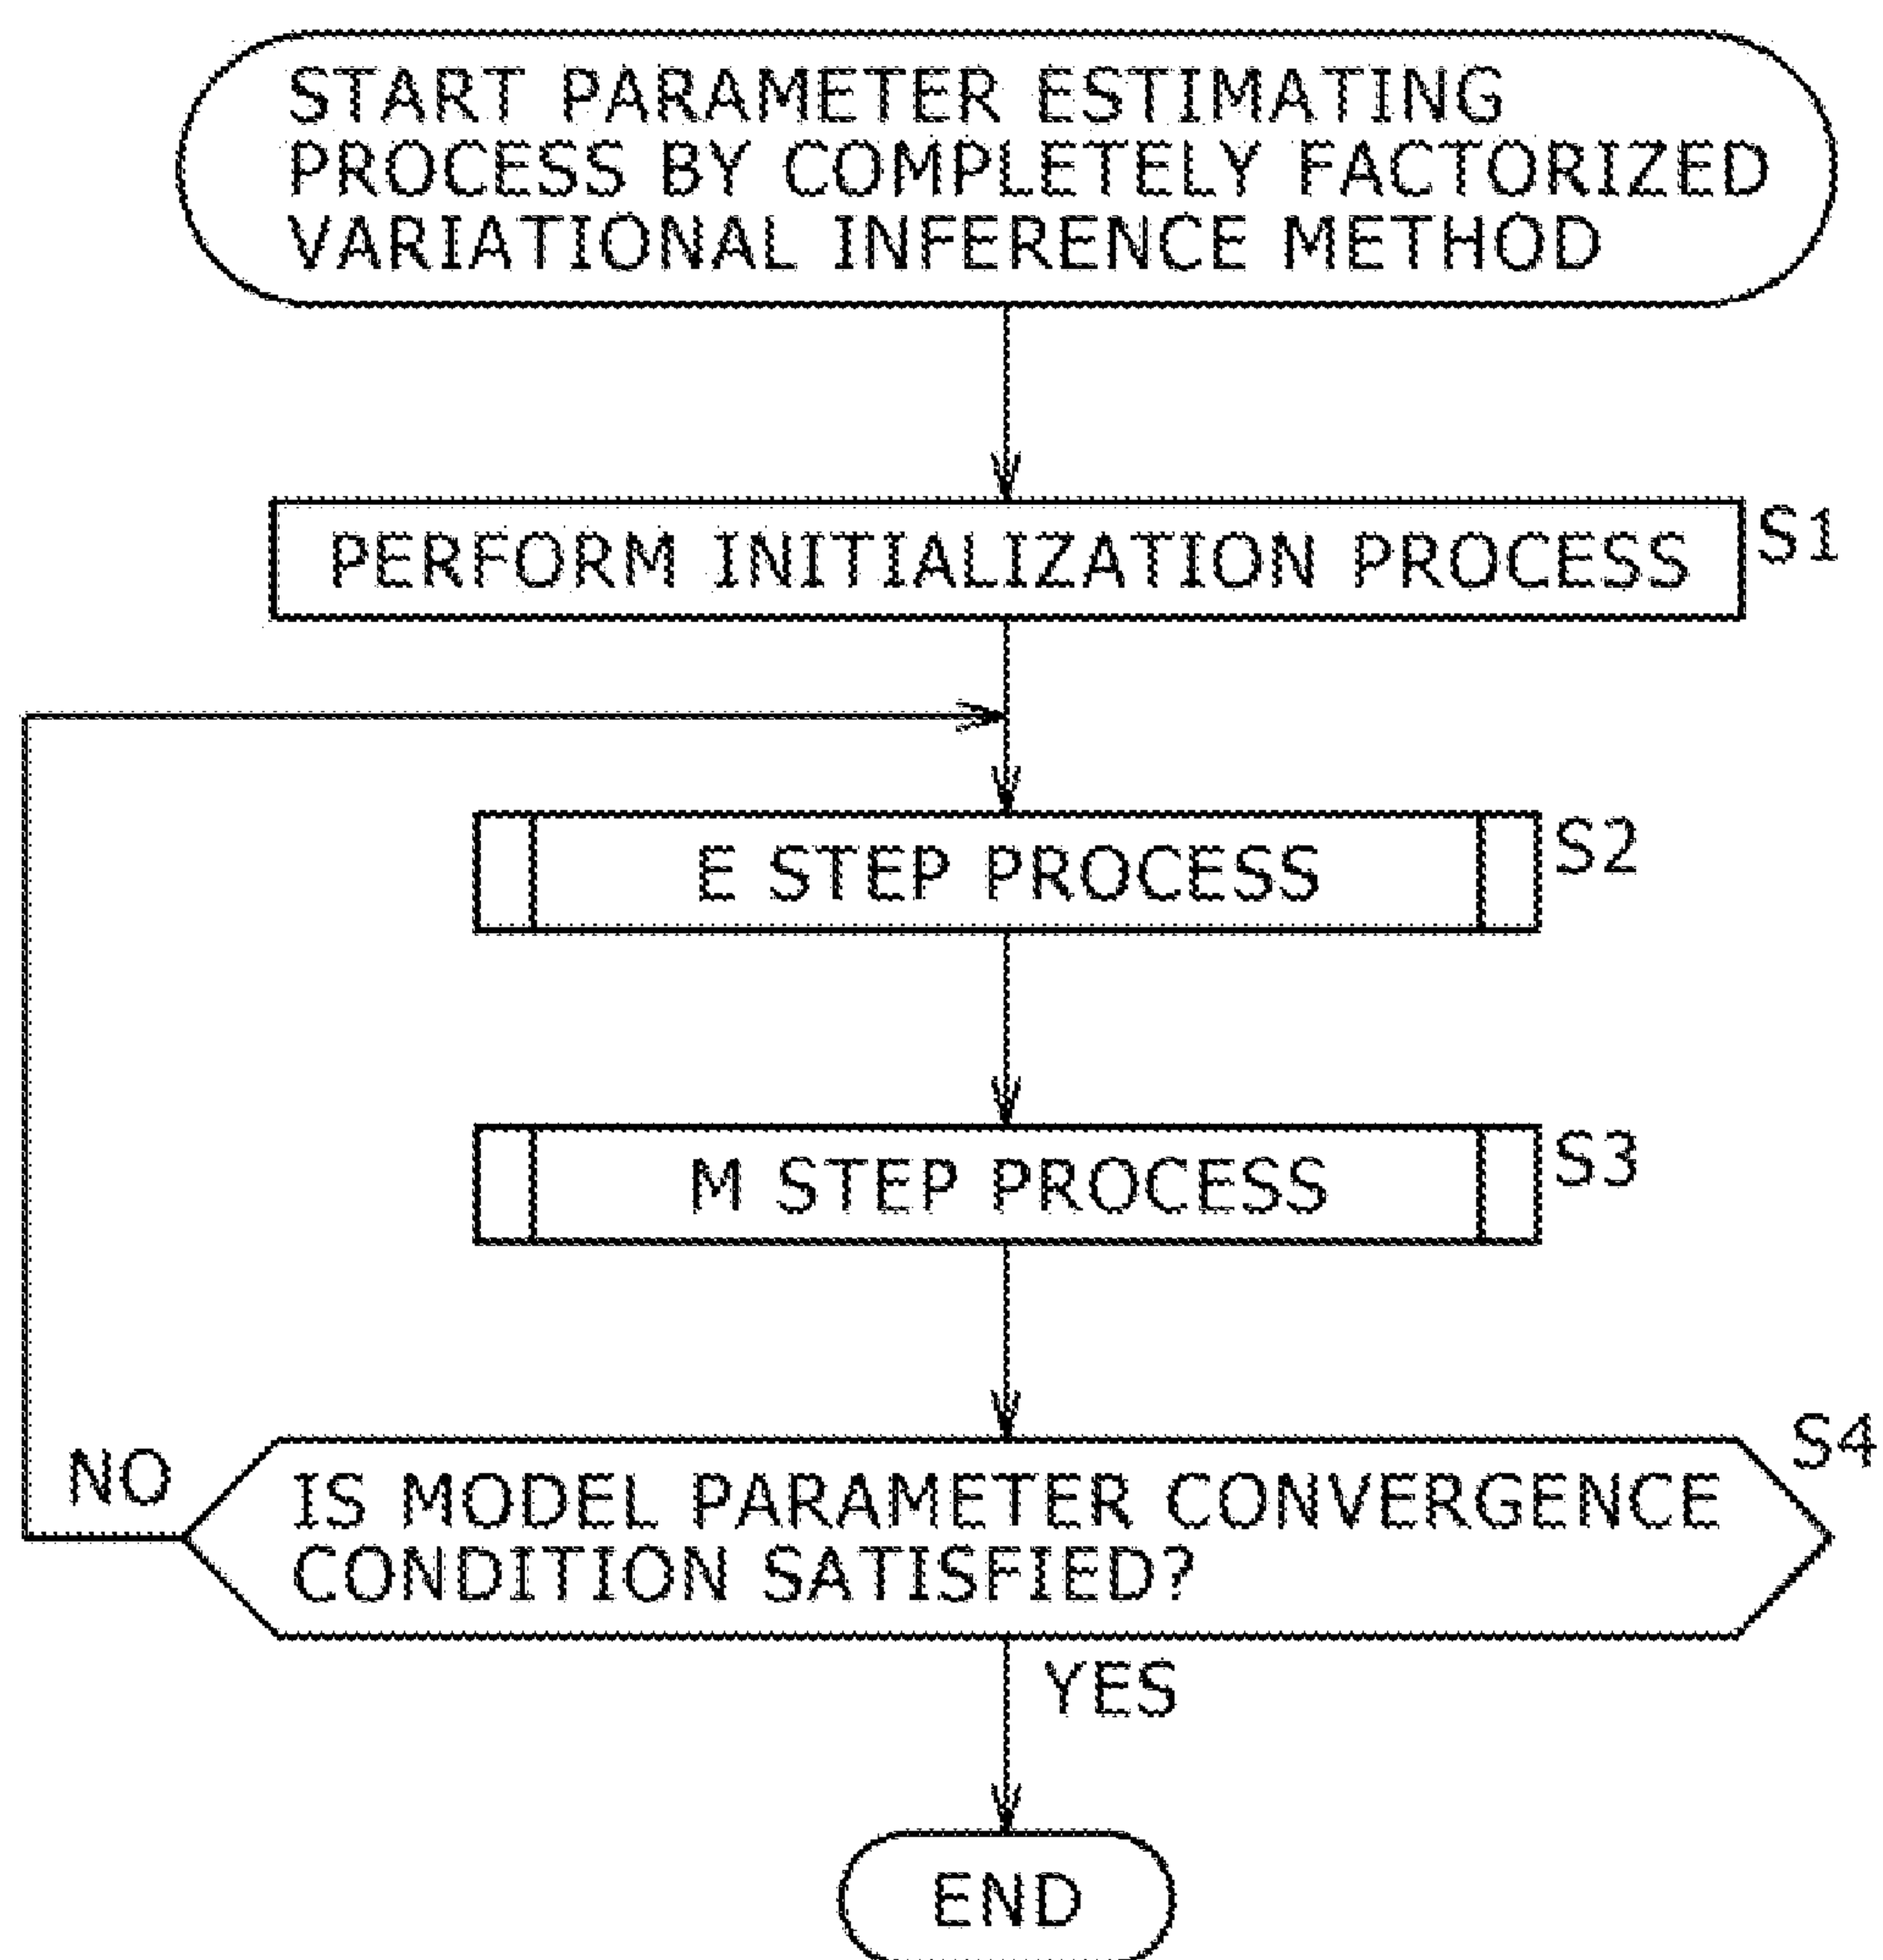 START PARAMETER ESTIMATING
PROCESS BY COMPLETELY FACTORIZED
VARIATIONAL INFERENCE METHOD
PERFORM INITIALIZATION PROCESS
S1
E STEP PROCESS
S2
M STEP PROCESS
S3
S4
NO
IS MODEL PARAMETER CONVERGENCE
CONDITION SATISFIED?
YES
END